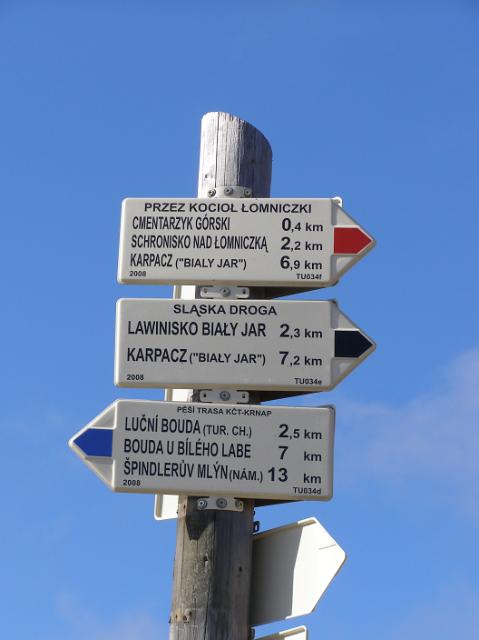 PRZEZ KOCIOŁ ŁOMNICZKI
CMENTARZYK GÓRSKI 0,4 km
SCHRONISKO NAD ŁOMNICZKĄ 2,2 km
KARPACZ ("BIAŁY JAR") 6,9 km
2008 TU034f
SLĄSKA DROGA
LAWINISKO BIAŁY JAR 2,3 km
KARPACZ ("BIAŁY JAR") 7,2 km
2008 TU034e
PĚŠÍ TRASA KČT-KRNAP
LUČNÍ BOUDA (TUR. CH.) 2,5 km
BOUDA U BÍLÉHO LABE 7 km
ŠPINDLERŮV MLÝN (NÁM.) 13 km
2008 TU034d